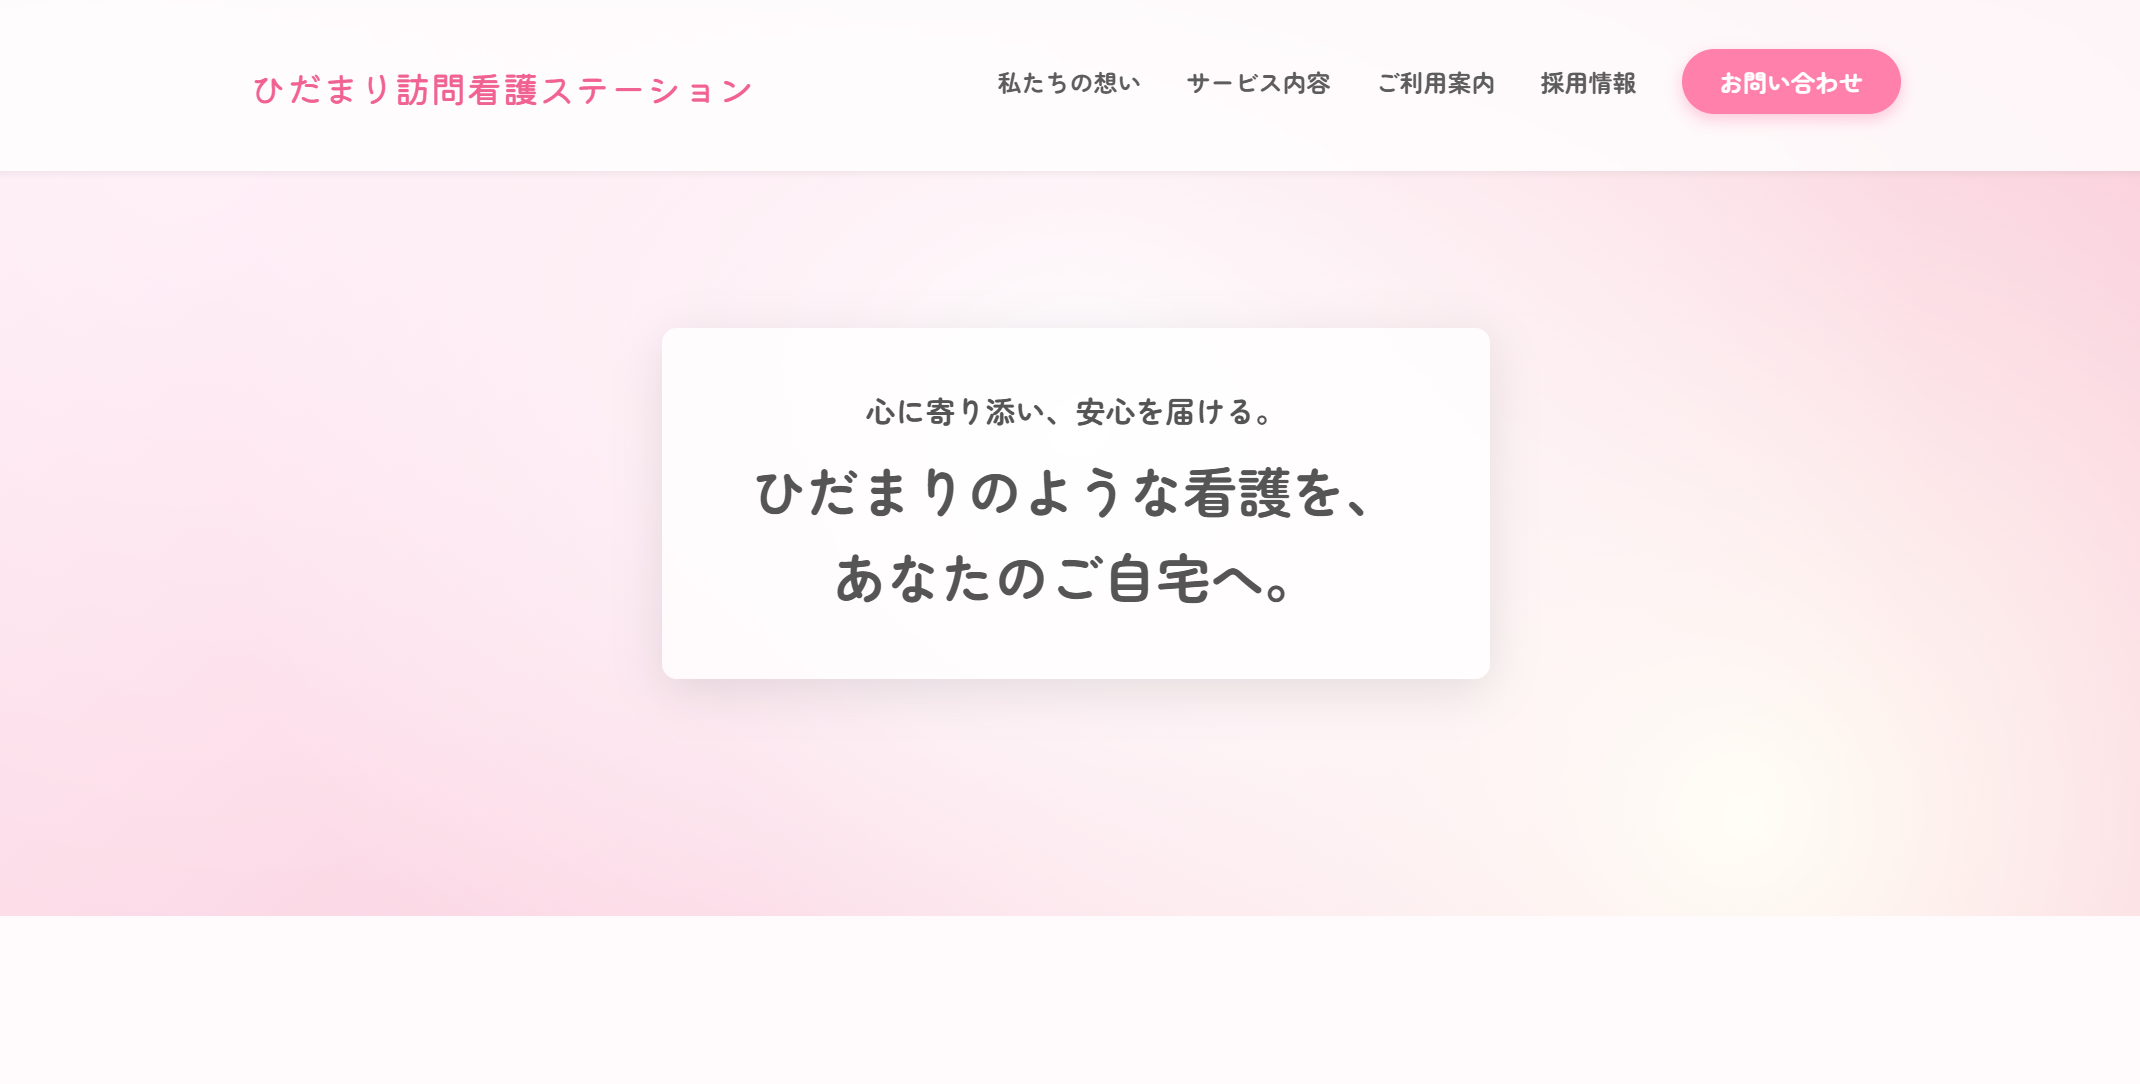 ひだまり訪問看護ステーション
私たちの想い
サービス内容
ご利用案内
採用情報
お問い合わせ
心に寄り添い、安心を届ける。
ひだまりのような看護を、
あなたのご自宅へ。